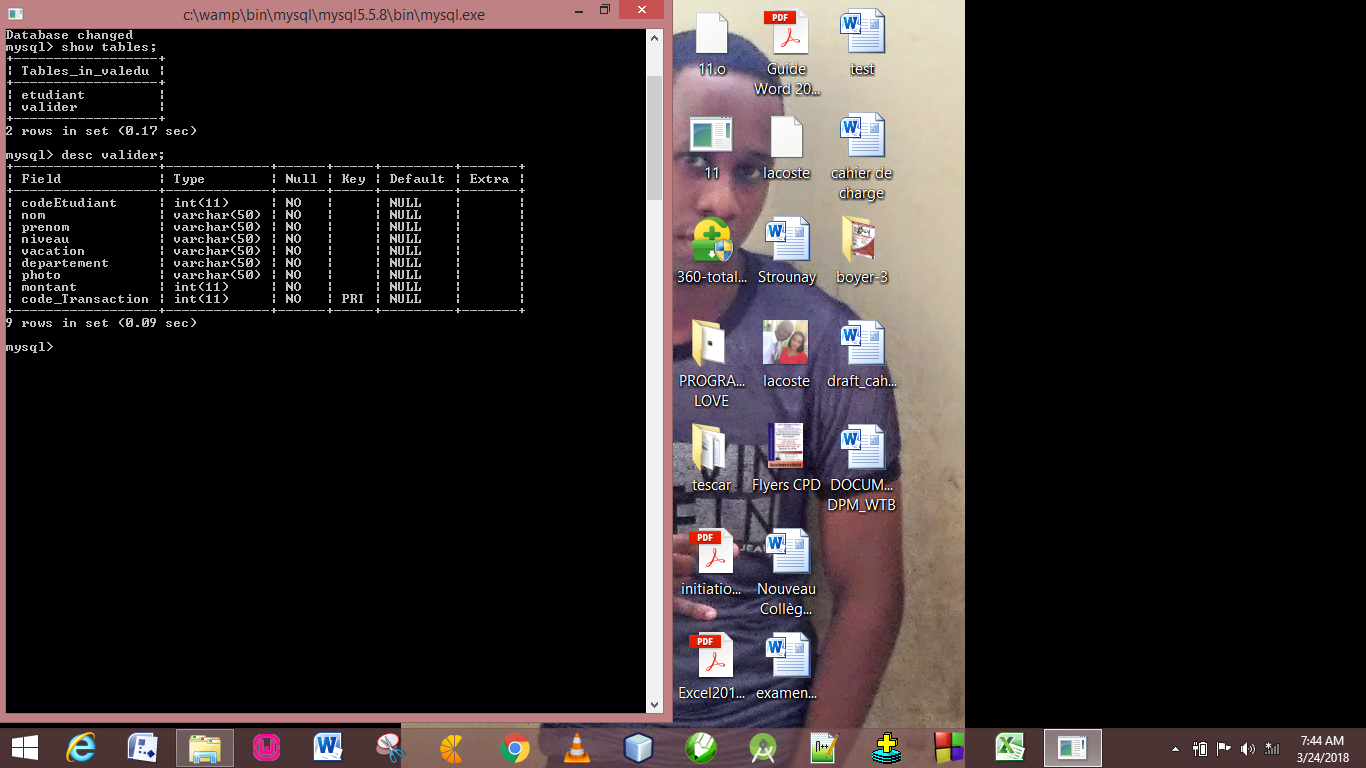 c:\wamp\bin\mysql\mysql5.5.8\bin\mysql.exe
Database changed
mysql> show tables;
+------------------+
| Tables_in_valedu |
+------------------+
| etudiant         |
| valider          |
+------------------+
2 rows in set (0.17 sec)
mysql> desc valider;
+------------------+-------------+------+-----+---------+-------+
| Field            | Type        | Null | Key | Default | Extra |
+------------------+-------------+------+-----+---------+-------+
| codeEtudiant     | int(11)     | NO   |     | NULL    |       |
| nom              | varchar(50) | NO   |     | NULL    |       |
| prenom           | varchar(50) | NO   |     | NULL    |       |
| niveau           | varchar(50) | NO   |     | NULL    |       |
| vacation         | varchar(50) | NO   |     | NULL    |       |
| departement      | varchar(50) | NO   |     | NULL    |       |
| photo            | varchar(50) | NO   |     | NULL    |       |
| montant          | int(11)     | NO   |     | NULL    |       |
| code_Transaction | int(11)     | NO   | PRI | NULL    |       |
+------------------+-------------+------+-----+---------+-------+
9 rows in set (0.09 sec)
mysql>
11.o
Guide
Word 20...
test
11
lacoste
cahier de
charge
360-total...
Strounay
boyer-3
PROGRA...
LOVE
lacoste
draft_cah...
tescar
Flyers CPD
DOCUM...
DPM_WTB
PDF
initiatio...
Nouveau
Collèg...
PDF
Excel201...
examen...
PDF
7:44 AM
3/24/2018